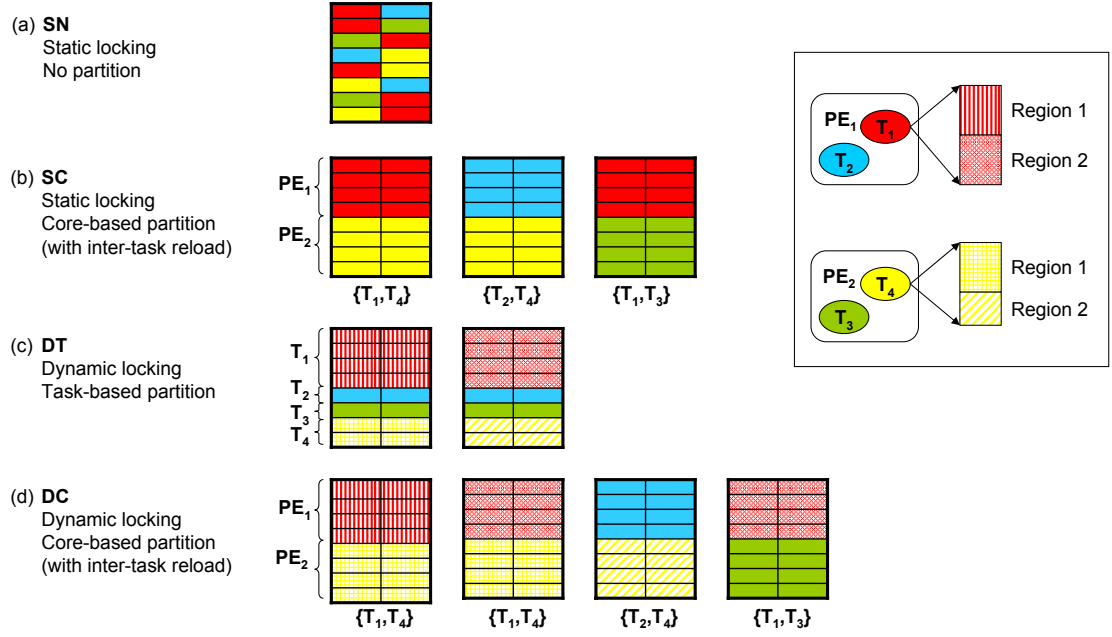 (a) SN
Static locking
No partition
PE₁
T₁
T₂
Region 1
Region 2
(b) SC
Static locking
Core-based partition
(with inter-task reload)
PE₁
PE₂
{T₁,T₄}
{T₂,T₄}
{T₁,T₃}
PE₂
T₄
T₃
Region 1
Region 2
(c) DT
Dynamic locking
Task-based partition
T₁
T₂
T₃
T₄
(d) DC
Dynamic locking
Core-based partition
(with inter-task reload)
PE₁
PE₂
{T₁,T₄}
{T₁,T₄}
{T₂,T₄}
{T₁,T₃}